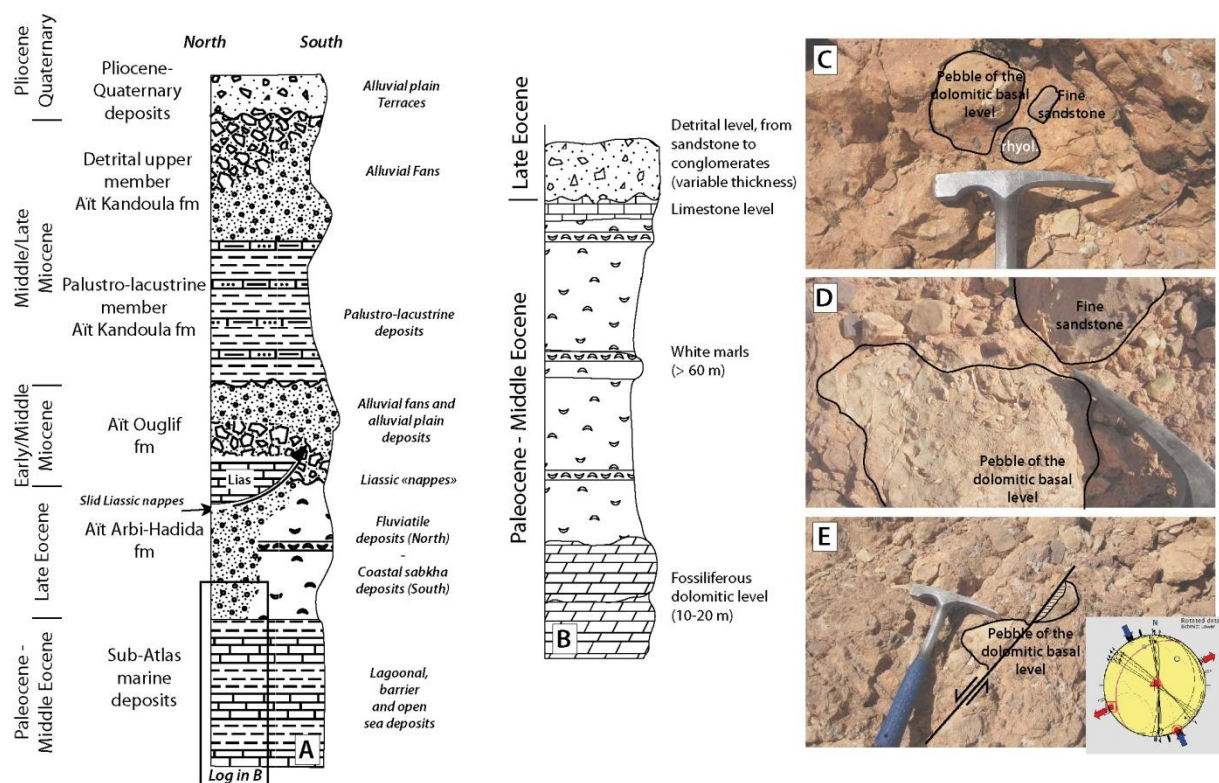 North
South
Pliocene
Quaternary
Pliocene-
Quaternary
deposits
Alluvial plain
Terraces
Middle/Late
Miocene
Detrital upper
member
Aït Kandoula fm
Alluvial Fans
Palustro-lacustrine
member
Aït Kandoula fm
Palustro-lacustrine
deposits
Early/Middle
Miocene
Aït Ouglif
fm
Alluvial fans and
alluvial plain
deposits
Lias
Liassic «nappes»
Slid Liassic nappes
Late Eocene
Aït Arbi-Hadida
fm
Fluviatile
deposits (North)
-
Coastal sabkha
deposits (South)
Paleocene -
Middle Eocene
Sub-Atlas
marine
deposits
Lagoonal,
barrier
and open
sea deposits
A
Log in B
Late Eocene
Detrital level, from
sandstone to
conglomerates
(variable thickness)
Limestone level
Paleocene - Middle Eocene
White marls
(> 60 m)
Fossiliferous
dolomitic level
(10-20 m)
B
C
Pebble of the
dolomitic basal
level
Fine
sandstone
rhyol.
D
Fine
sandstone
Pebble of the
dolomitic basal
level
E
Pebble of the
dolomitic basal
level
Rotated data
N